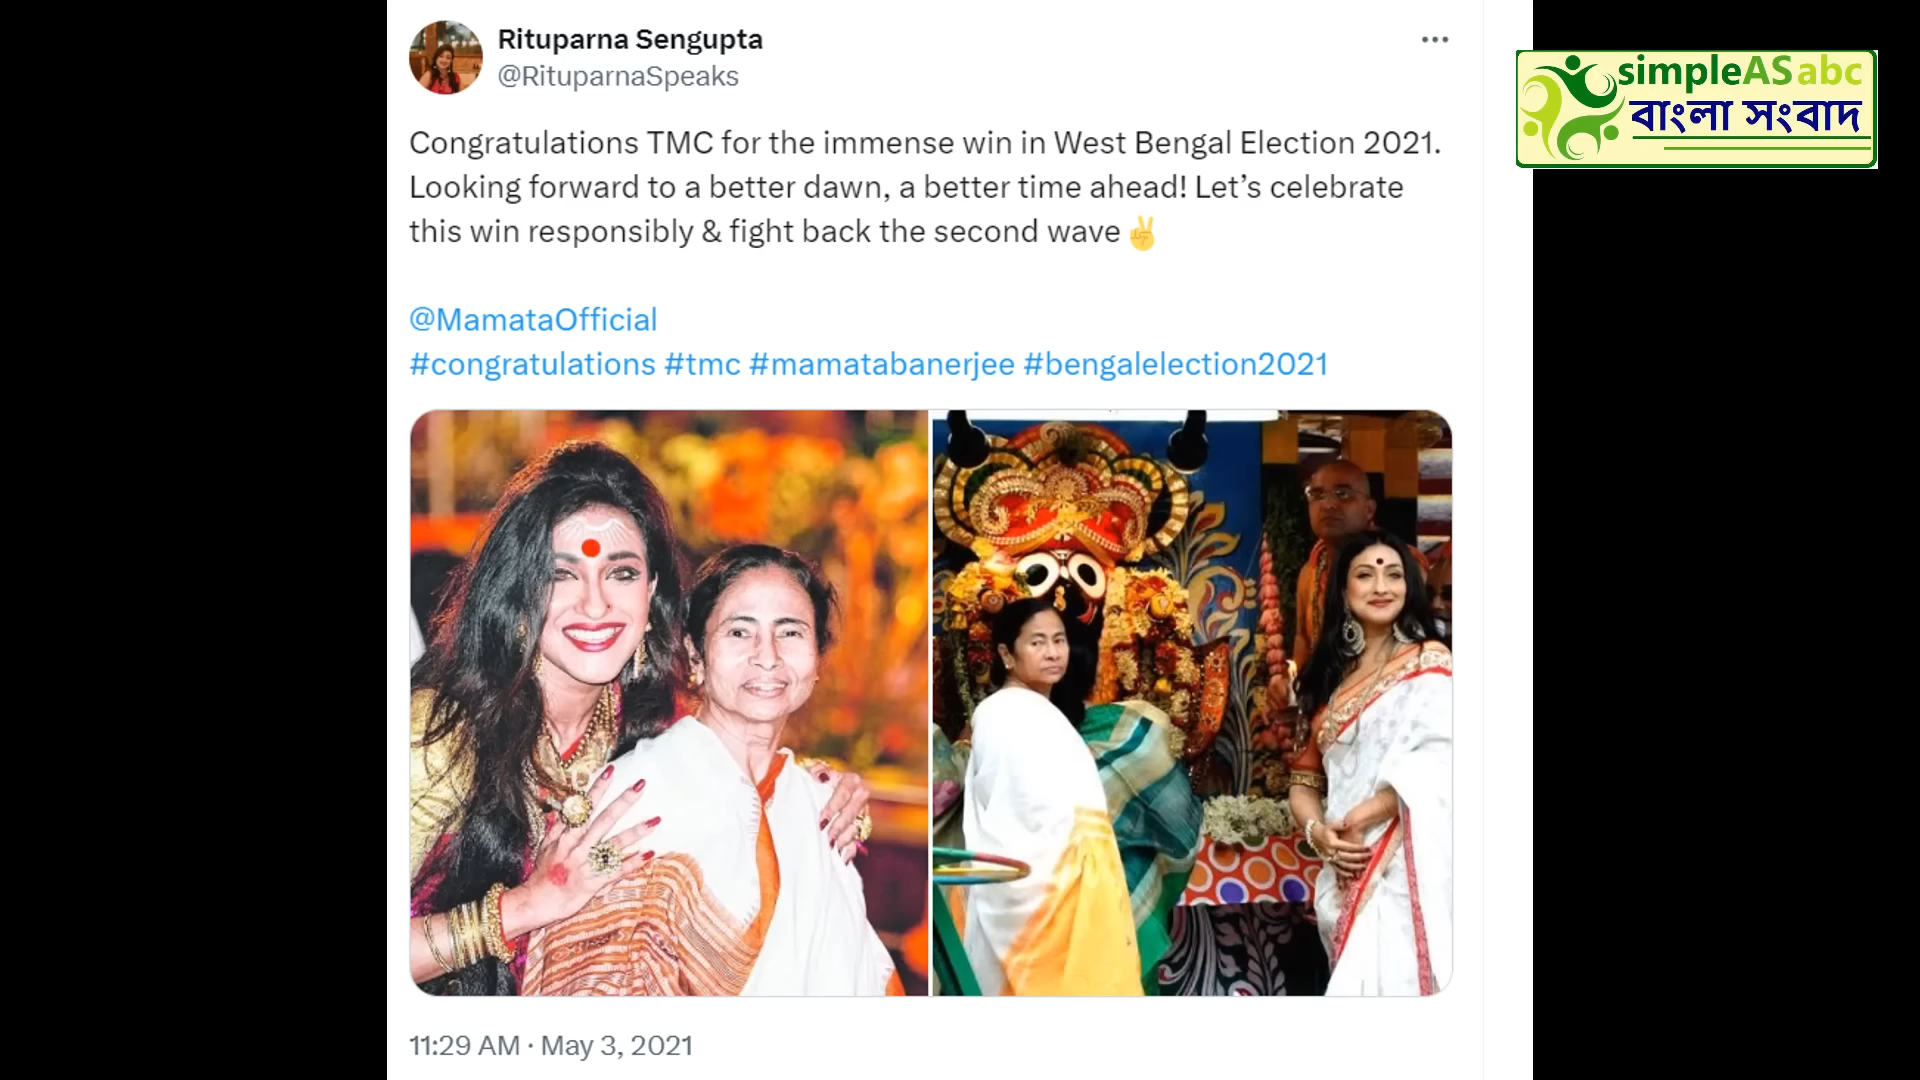 Rituparna Sengupta
@RituparnaSpeaks
simpleASabc
বাংলা সংবাদ
Congratulations TMC for the immense win in West Bengal Election 2021.
Looking forward to a better dawn, a better time ahead! Let’s celebrate
this win responsibly & fight back the second wave ✌
@MamataOfficial
#congratulations #tmc #mamatabanerjee #bengalelection2021
11:29 AM · May 3, 2021